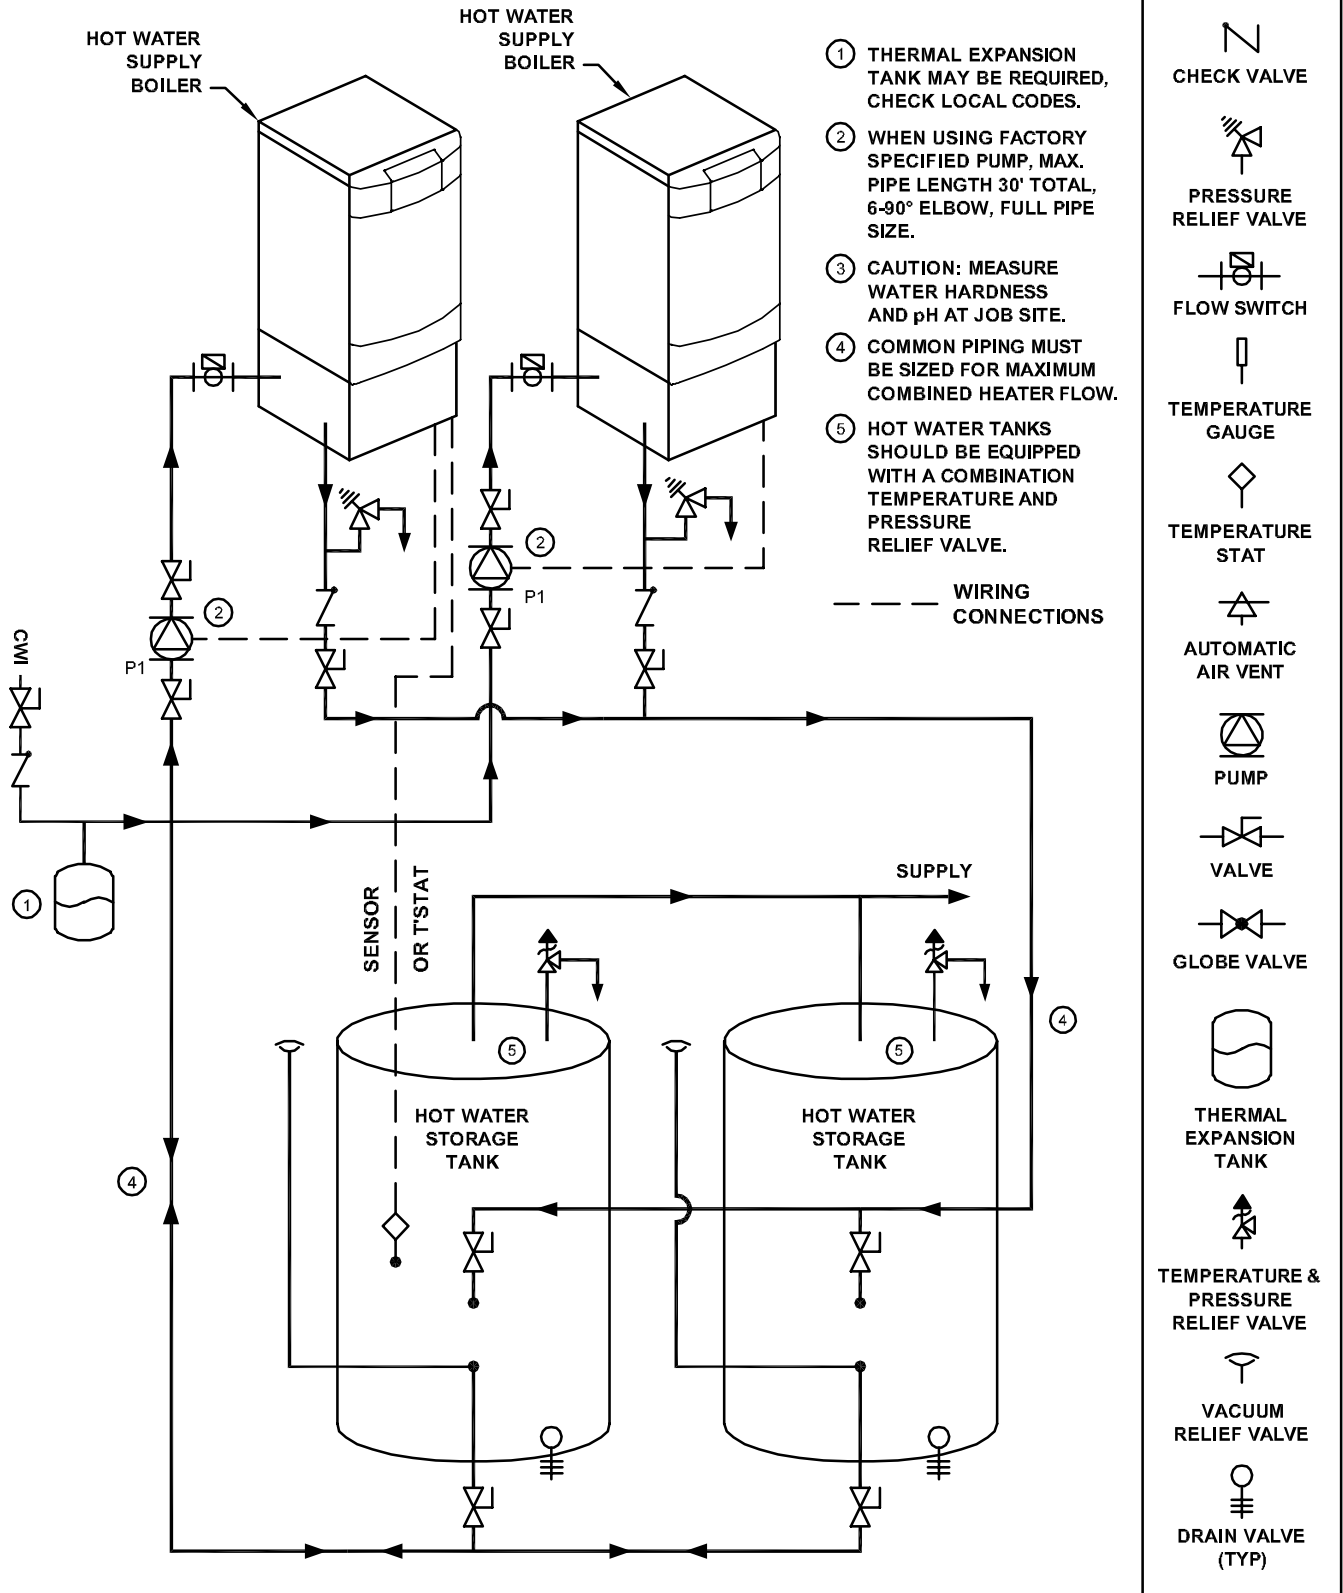 HOT WATER
SUPPLY
BOILER
HOT WATER
SUPPLY
BOILER
1 THERMAL EXPANSION
TANK MAY BE REQUIRED,
CHECK LOCAL CODES.
2 WHEN USING FACTORY
SPECIFIED PUMP, MAX.
PIPE LENGTH 30' TOTAL,
6-90° ELBOW, FULL PIPE
SIZE.
3 CAUTION: MEASURE
WATER HARDNESS
AND pH AT JOB SITE.
4 COMMON PIPING MUST
BE SIZED FOR MAXIMUM
COMBINED HEATER FLOW.
5 HOT WATER TANKS
SHOULD BE EQUIPPED
WITH A COMBINATION
TEMPERATURE AND
PRESSURE
RELIEF VALVE.
WIRING
CONNECTIONS
2
P1
2
P1
CWI
1
SENSOR
OR T'STAT
SUPPLY
4
5
5
HOT WATER
STORAGE
TANK
HOT WATER
STORAGE
TANK
4
CHECK VALVE
PRESSURE
RELIEF VALVE
FLOW SWITCH
TEMPERATURE
GAUGE
TEMPERATURE
STAT
AUTOMATIC
AIR VENT
PUMP
VALVE
GLOBE VALVE
THERMAL
EXPANSION
TANK
TEMPERATURE &
PRESSURE
RELIEF VALVE
VACUUM
RELIEF VALVE
DRAIN VALVE
(TYP)